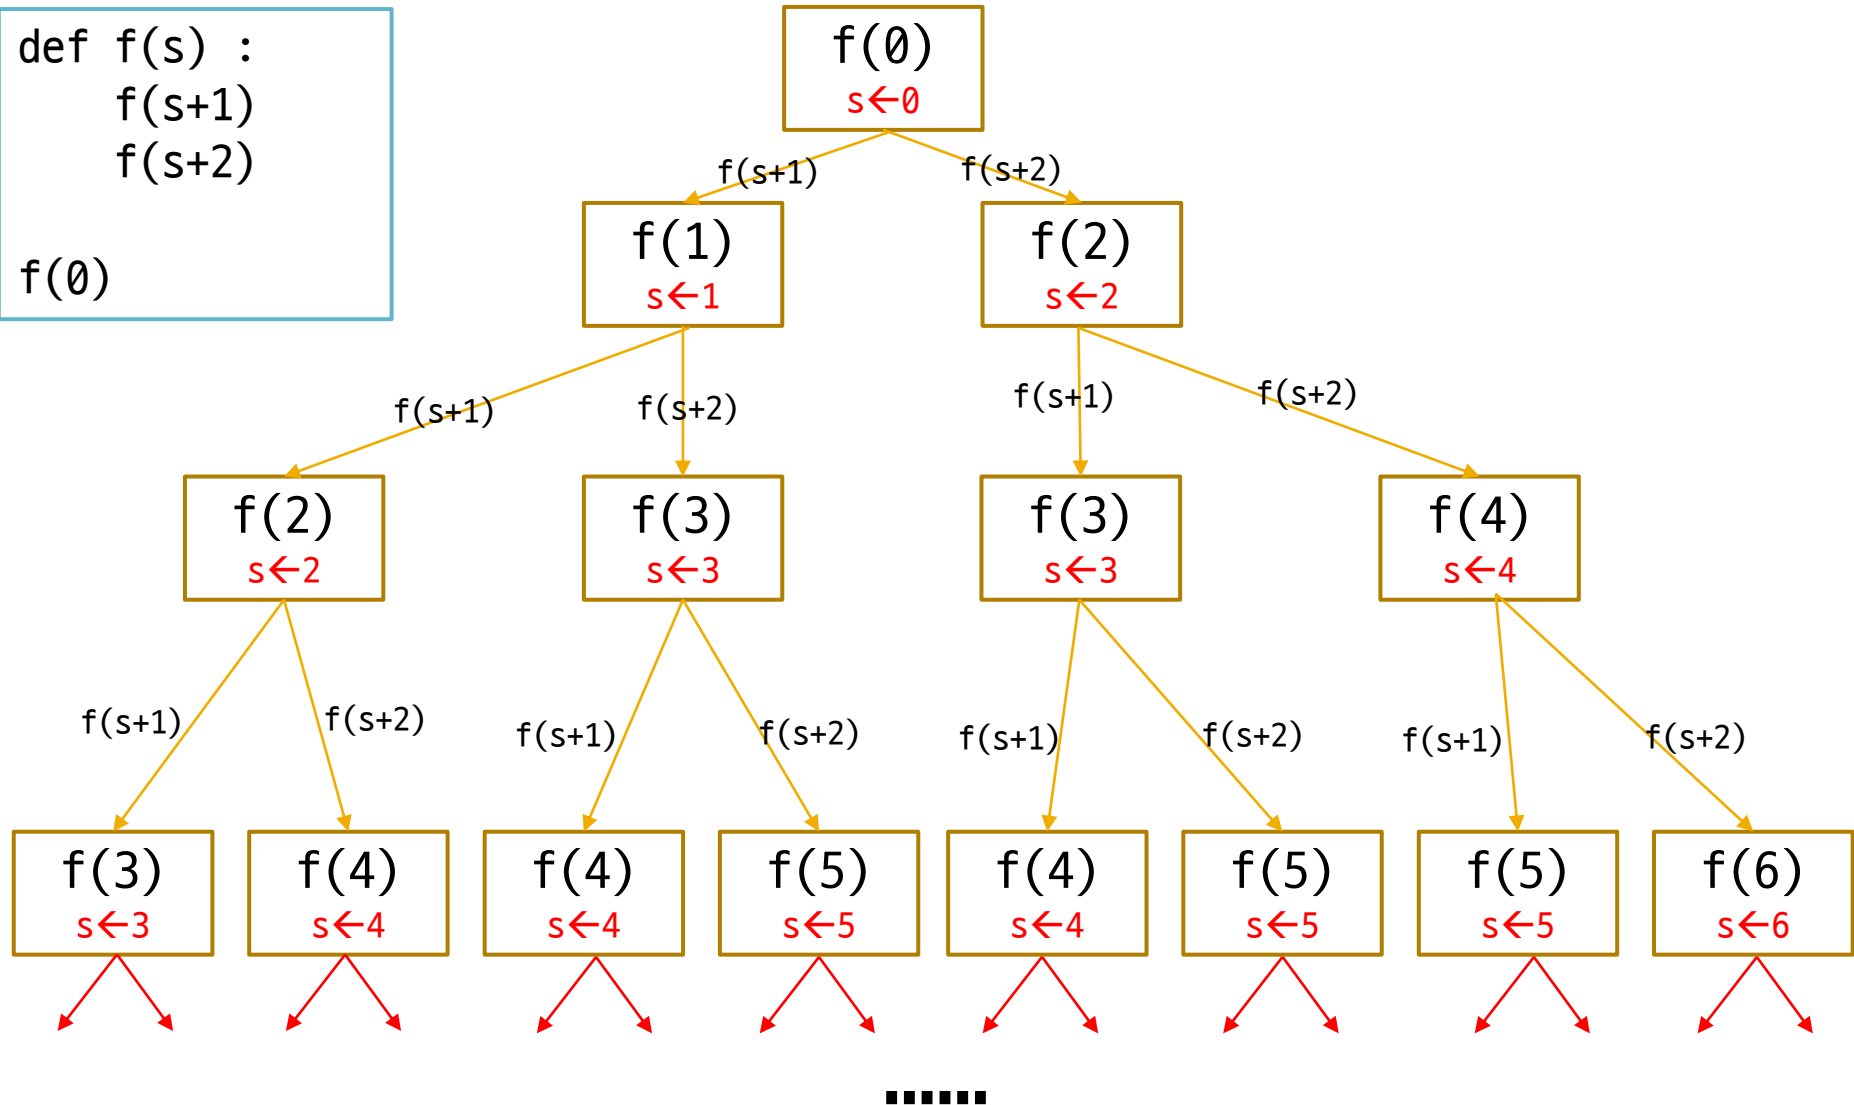 def f(s) :
    f(s+1)
    f(s+2)
f(0)
f(0)
s←0
f(s+1)
f(s+2)
f(1)
s←1
f(2)
s←2
f(s+1)
f(s+2)
f(s+1)
f(s+2)
f(2)
s←2
f(3)
s←3
f(3)
s←3
f(4)
s←4
f(s+1)
f(s+2)
f(s+1)
f(s+2)
f(s+1)
f(s+2)
f(s+1)
f(s+2)
f(3)
s←3
f(4)
s←4
f(4)
s←4
f(5)
s←5
f(4)
s←4
f(5)
s←5
f(5)
s←5
f(6)
s←6
......